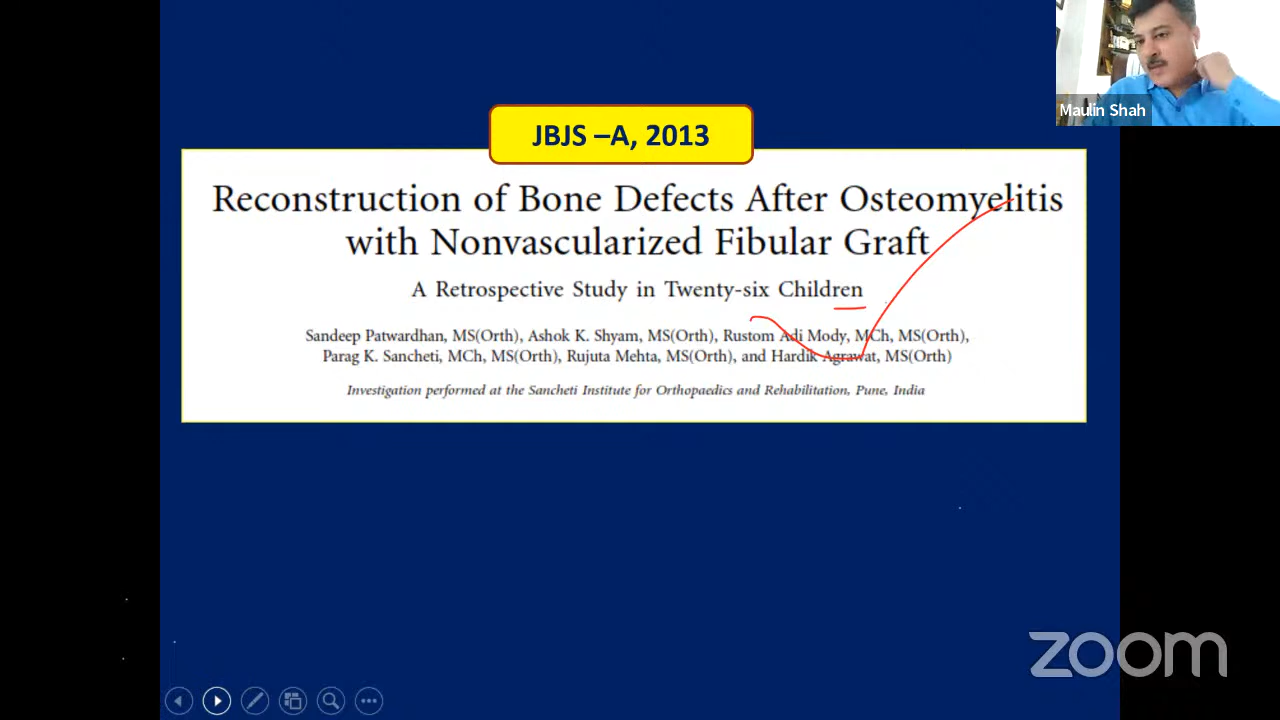 Maulin Shah
JBJS –A, 2013
Reconstruction of Bone Defects After Osteomyelitis
with Nonvascularized Fibular Graft
A Retrospective Study in Twenty-six Children
Sandeep Patwardhan, MS(Orth), Ashok K. Shyam, MS(Orth), Rustom Adi Mody, MCh, MS(Orth),
Parag K. Sancheti, MCh, MS(Orth), Rujuta Mehta, MS(Orth), and Hardik Agrawat, MS(Orth)
Investigation performed at the Sancheti Institute for Orthopaedics and Rehabilitation, Pune, India
zoom